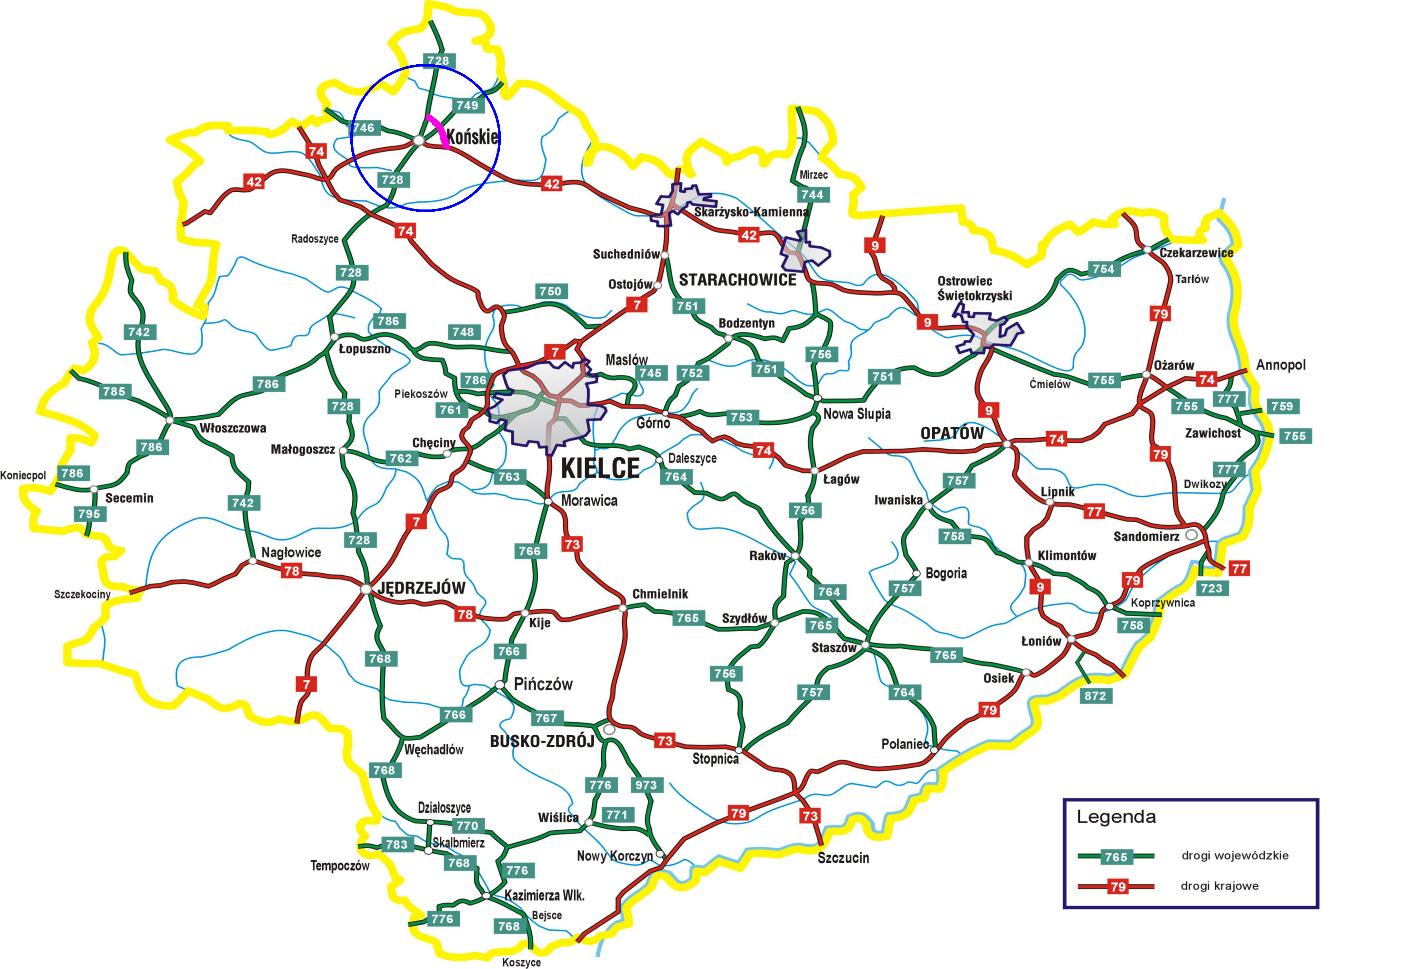 728
749
746
Końskie
74
42
728
42
Mirzec
744
Skarżysko-Kamienna
74
42
9
Radoszyce
Suchedniów
Czekarzewice
728
STARACHOWICE
754
Tarłów
Ostojów
750
7
751
Ostrowiec
Świętokrzyski
79
742
786
748
Bodzentyn
9
Łopuszno
7
756
Masłów
Ożarów
Annopol
785
786
786
745
752
751
751
Ćmielów
755
74
Piekoszów
777
728
761
753
Nowa Słupia
9
755
759
Górno
Włoszczowa
OPATÓW
74
Zawichost
755
786
Małogoszcz
Chęciny
762
74
79
Daleszyce
Koniecpol
786
KIELCE
763
764
Łagów
757
777
Dwikozy
Secemin
742
Morawica
Iwaniska
Lipnik
795
7
756
77
728
766
73
758
Sandomierz
Nagłowice
Raków
Klimontów
78
77
Szczekociny
JĘDRZEJÓW
Bogoria
79
723
Chmielnik
764
757
9
Koprzywnica
78
Kije
765
Szydłów
765
758
Staszów
Łoniów
768
766
765
7
Pińczów
756
757
764
Osiek
872
766
767
79
BUSKO-ZDRÓJ
73
Węchadłów
Stopnica
Połaniec
768
776
973
Działoszyce
Wiślica
771
79
73
Legenda
770
783
Skalbmierz
765
drogi wojewódzkie
Tempoczów
768
Nowy Korczyn
Szczucin
776
79
drogi krajowe
Kazimierza Wlk.
776
768
Bejsce
Koszyce